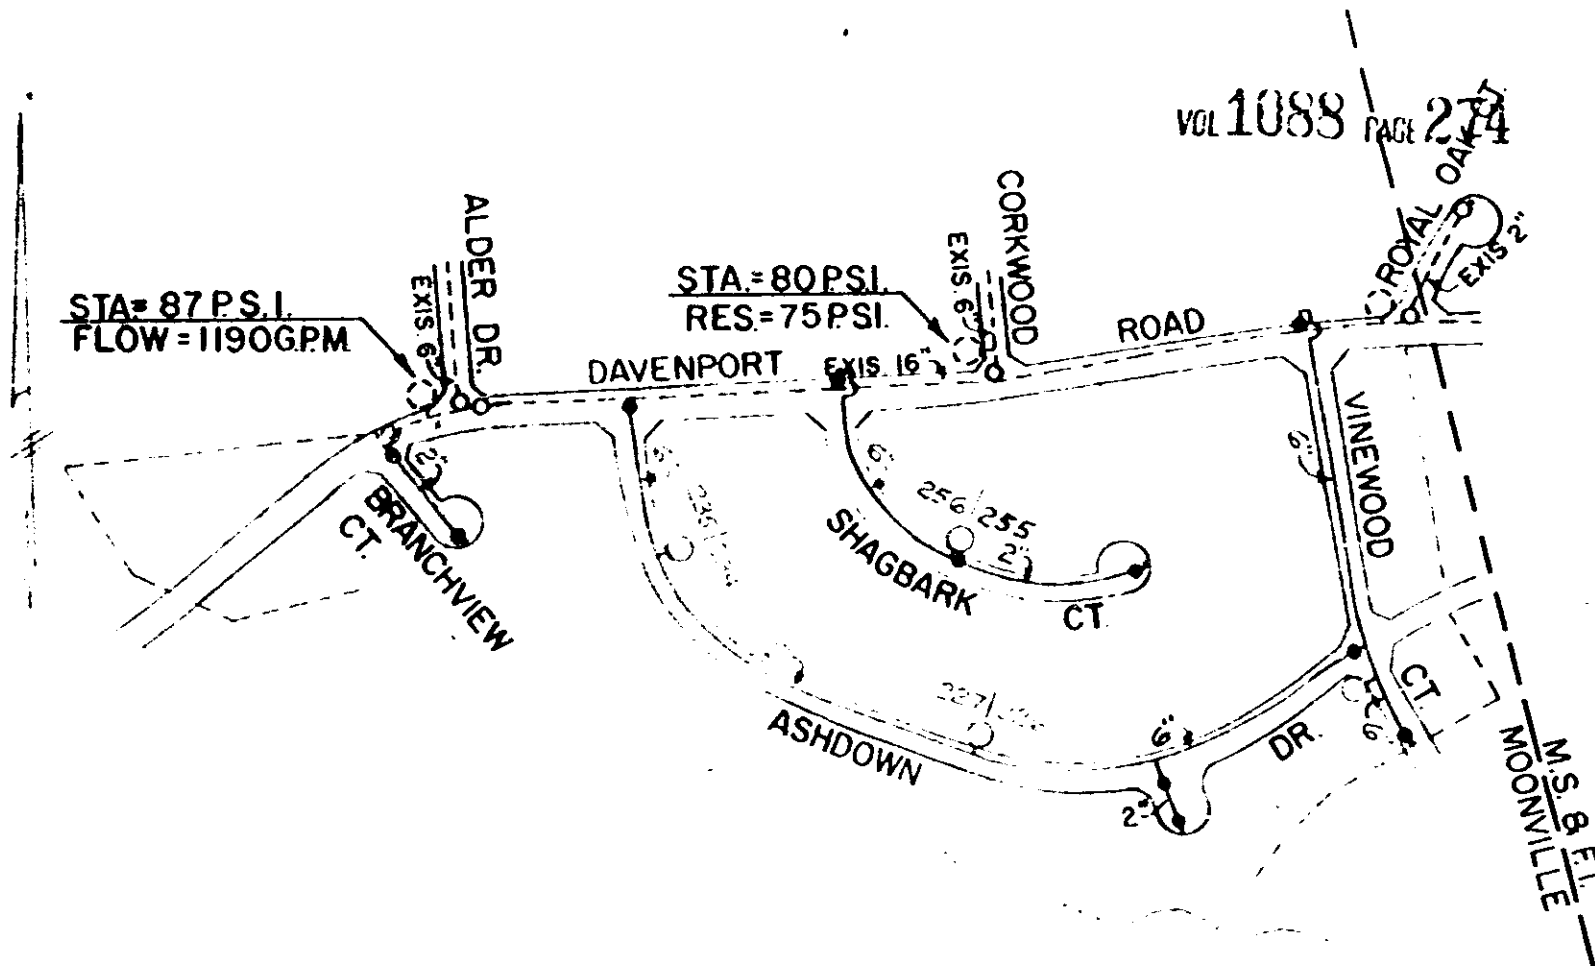 VOL 1088 PAGE 274
ALDER DR.
EXIS 6"
STA= 87 P.S.I.
FLOW = 1190G.P.M.
CORKWOOD
EXIS. 6"
STA.= 80 P.S.I.
RES.= 75 PSI.
ROYAL OAK CT
EXIS 2"
DAVENPORT
EXIS. 16"
ROAD
2"
BRANCHVIEW
CT.
6"
6"
256/255
2"
SHAGBARK
CT.
6"
VINEWOOD
CT
ASHDOWN
6"
DR.
2"
6"
M.S. & F.I.
MOONVILLE